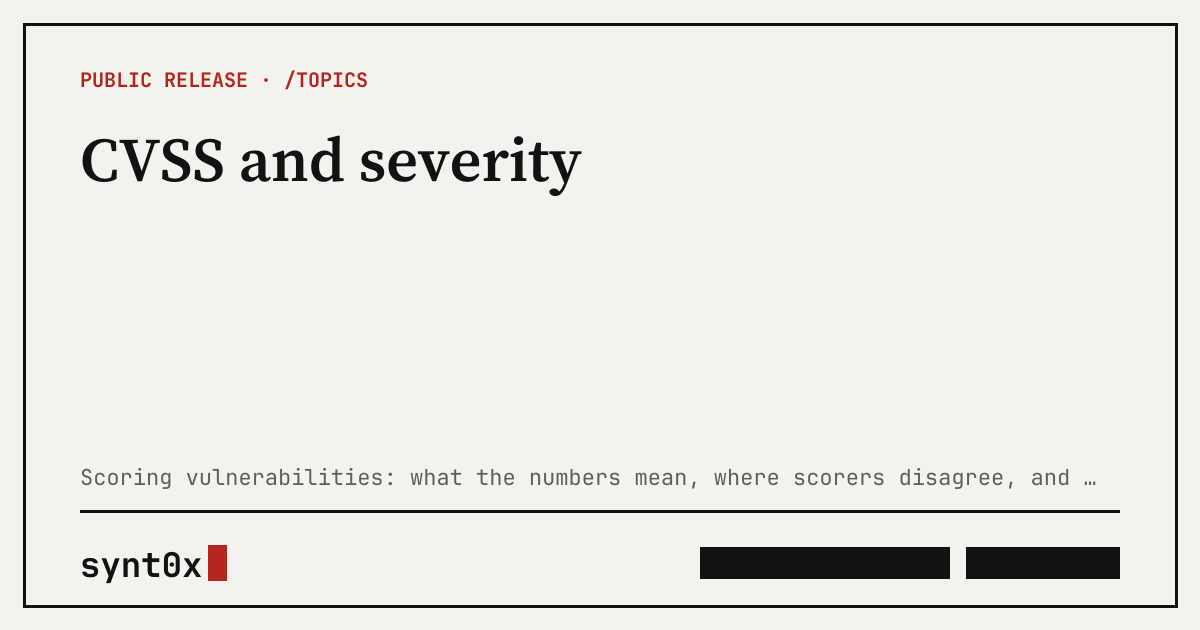 PUBLIC RELEASE · /TOPICS
CVSS and severity
Scoring vulnerabilities: what the numbers mean, where scorers disagree, and …
synt0x